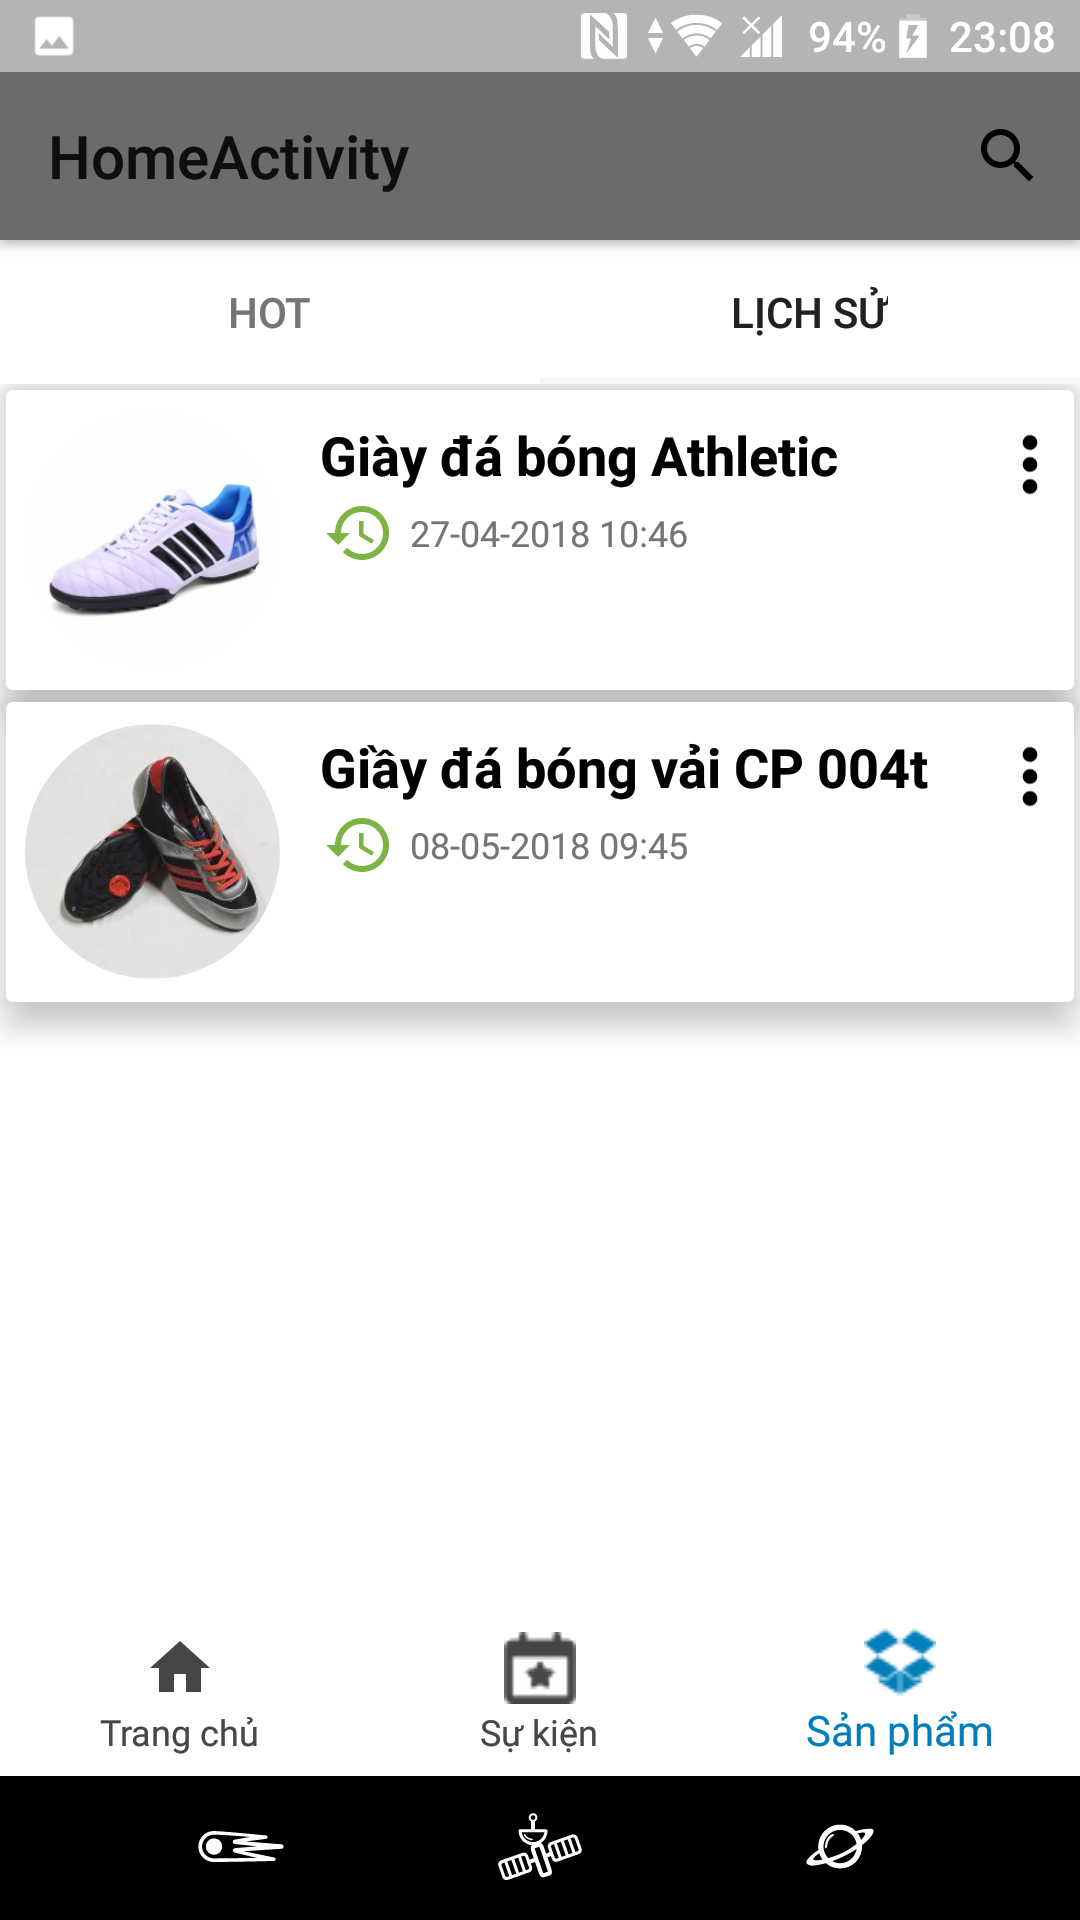 94% 23:08
HomeActivity
HOT LỊCH SỬ
Giày đá bóng Athletic
27-04-2018 10:46
Giầy đá bóng vải CP 004t
08-05-2018 09:45
Trang chủ Sự kiện Sản phẩm